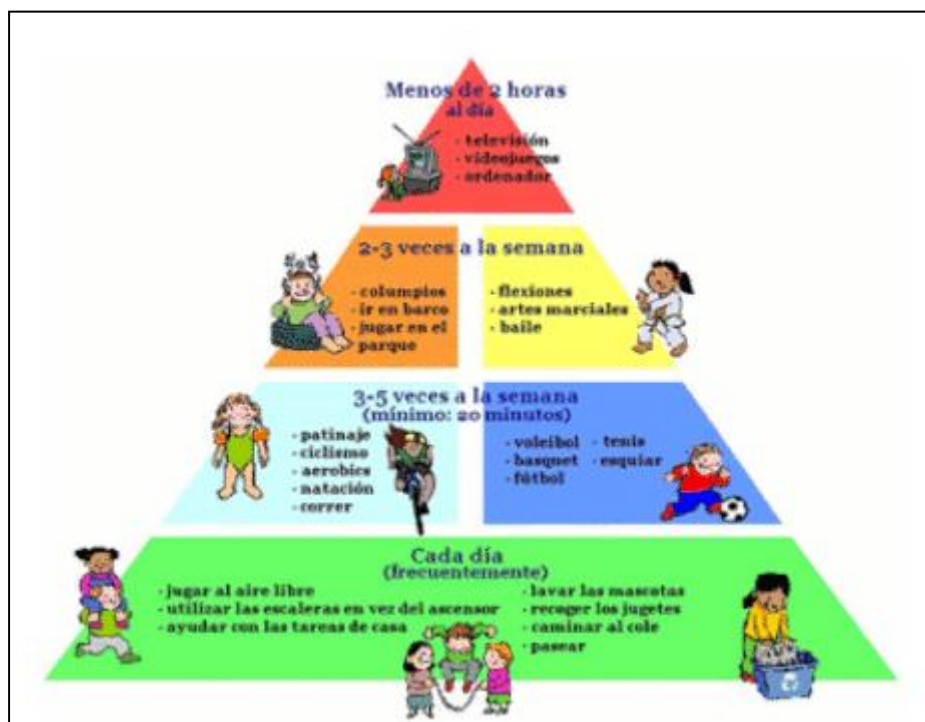 Menos de 2 horas
al día
- televisión
- videojuegos
- ordenador
2-3 veces a la semana
- columpios
- ir en barco
- jugar en el
parque
- flexiones
- artes marciales
- baile
3-5 veces a la semana
(mínimo: 20 minutos)
- patinaje
- ciclismo
- aerobics
- natación
- correr
- voleibol - tenis
- basquet - esquiar
- fútbol
Cada día
(frecuentemente)
- jugar al aire libre
- utilizar las escaleras en vez del ascensor
- ayudar con las tareas de casa
- lavar las mascotas
- recoger los jugetes
- caminar al cole
- pasear